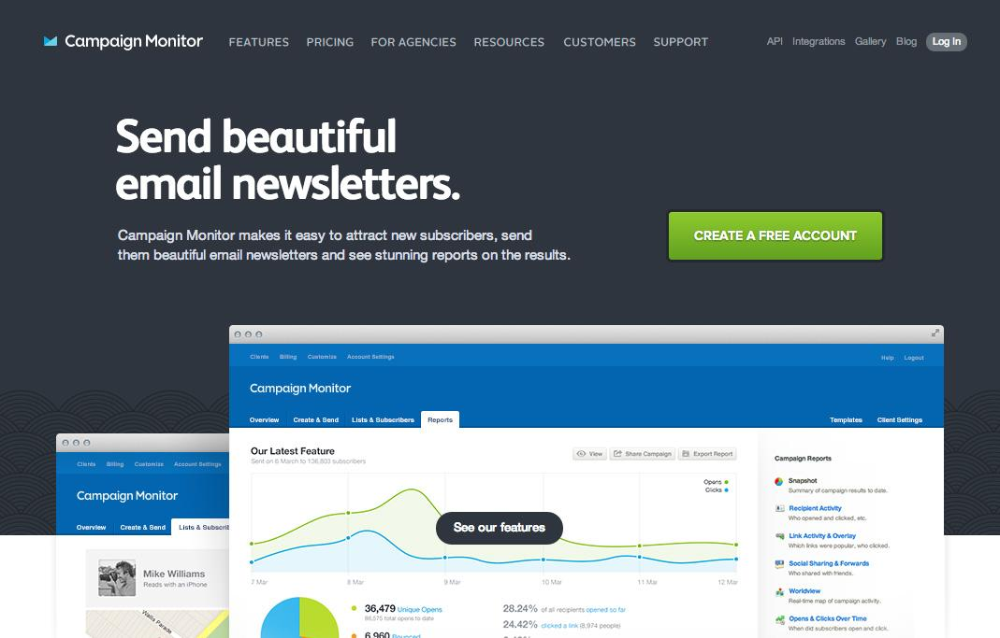 Campaign Monitor
FEATURES PRICING FOR AGENCIES RESOURCES CUSTOMERS SUPPORT
API Integrations Gallery Blog Log In
Send beautiful
email newsletters.
Campaign Monitor makes it easy to attract new subscribers, send
them beautiful email newsletters and see stunning reports on the results.
CREATE A FREE ACCOUNT
Clients Billing Customize Account Settings Help Logout
Campaign Monitor
Overview Create & Send Lists & Subscribers Reports Templates Client Settings
Our Latest Feature
Sent on 6 March to 136,803 subscribers
View Share Campaign Export Report
Opens
Clicks
See our features
7 Mar 8 Mar 9 Mar 10 Mar 11 Mar 12 Mar
36,479 Unique Opens
86,575 total opens to date
6,960 Bounced
28.24% of all recipients opened so far
24.42% clicked a link (8,974 people)
Campaign Reports
Snapshot
Summary of campaign results to date.
Recipient Activity
Who opened and clicked, etc.
Link Activity & Overlay
Which links were popular, who clicked.
Social Sharing & Forwards
Who shared with friends.
Worldview
Real-time map of campaign activity.
Opens & Clicks Over Time
When did subscribers open and click.
Clients Billing Customize Account Settings
Campaign Monitor
Overview Create & Send Lists & Subscrib
Mike Williams
Reads with an iPhone
Wallis Parade